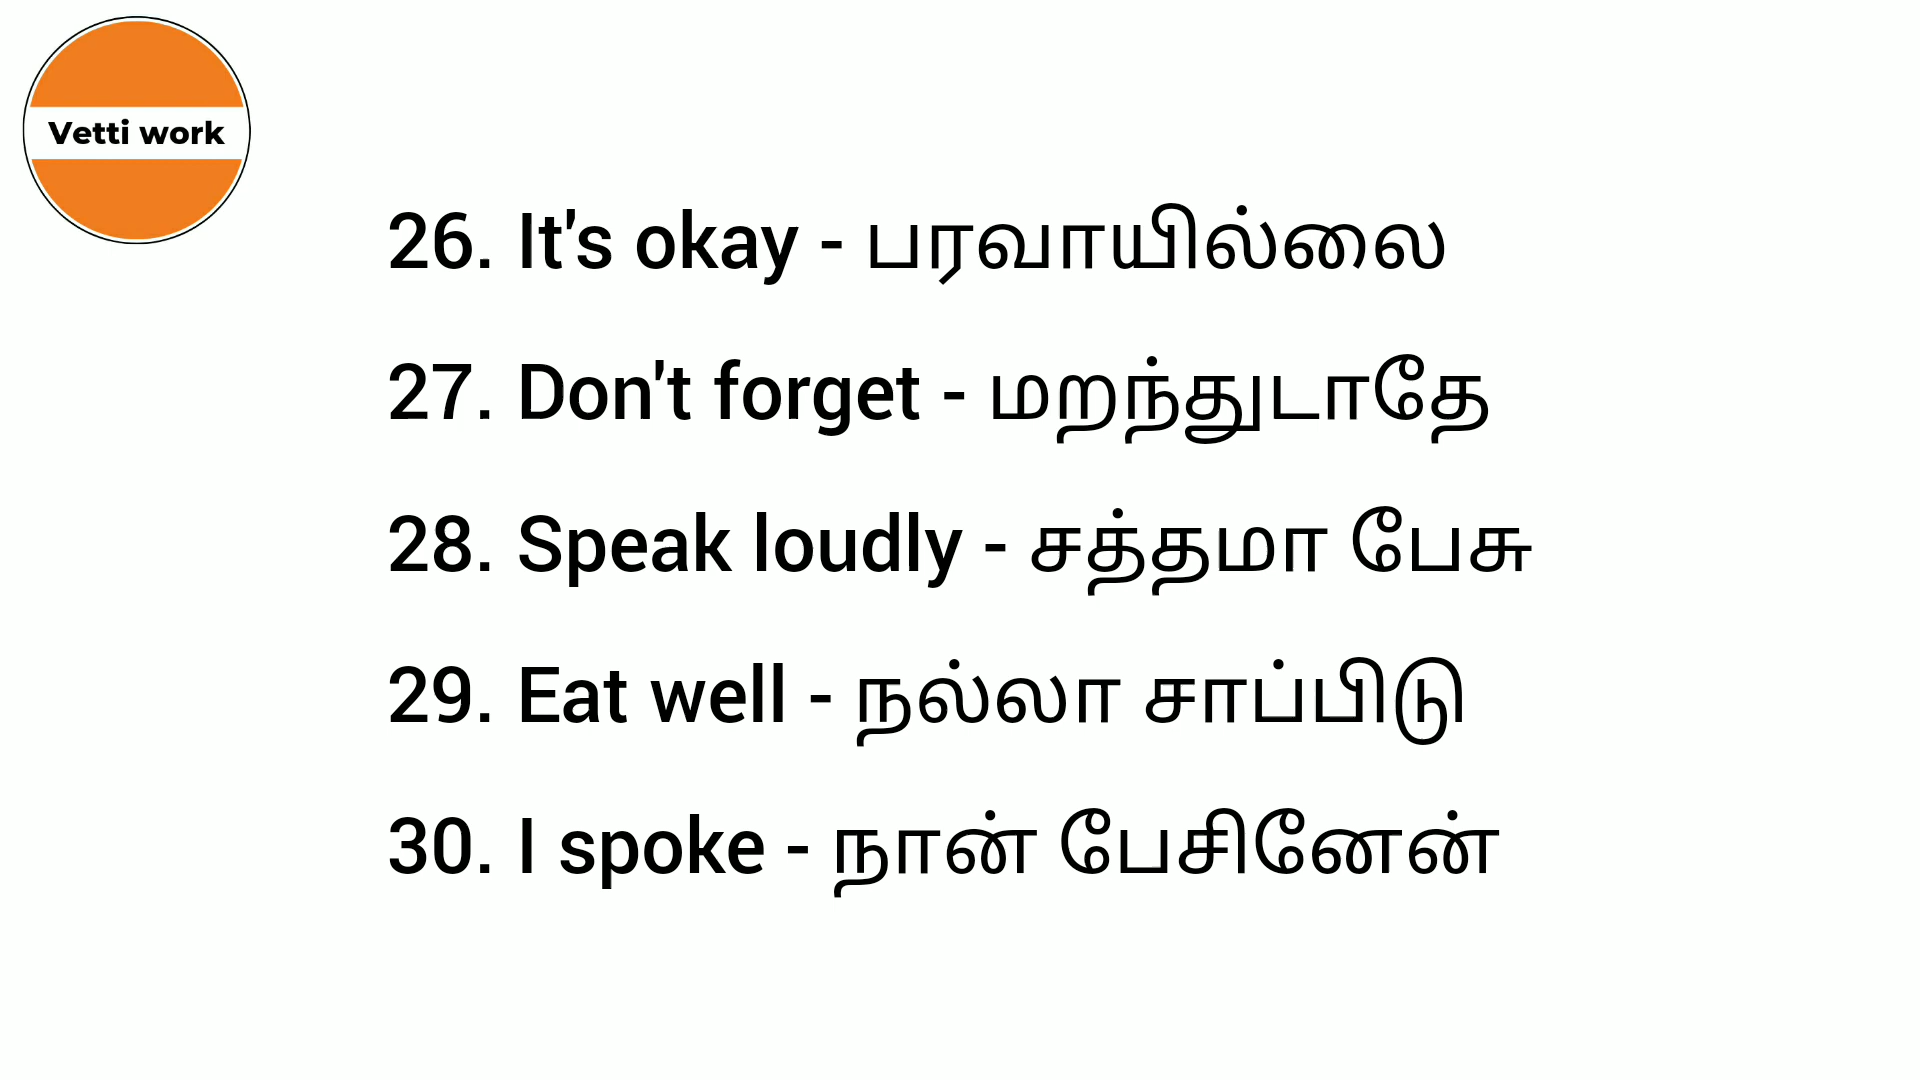 Vetti work
26. It's okay - பரவாயில்லை
27. Don't forget - மறந்துடாதே
28. Speak loudly - சத்தமா பேசு
29. Eat well - நல்லா சாப்பிடு
30. I spoke - நான் பேசினேன்